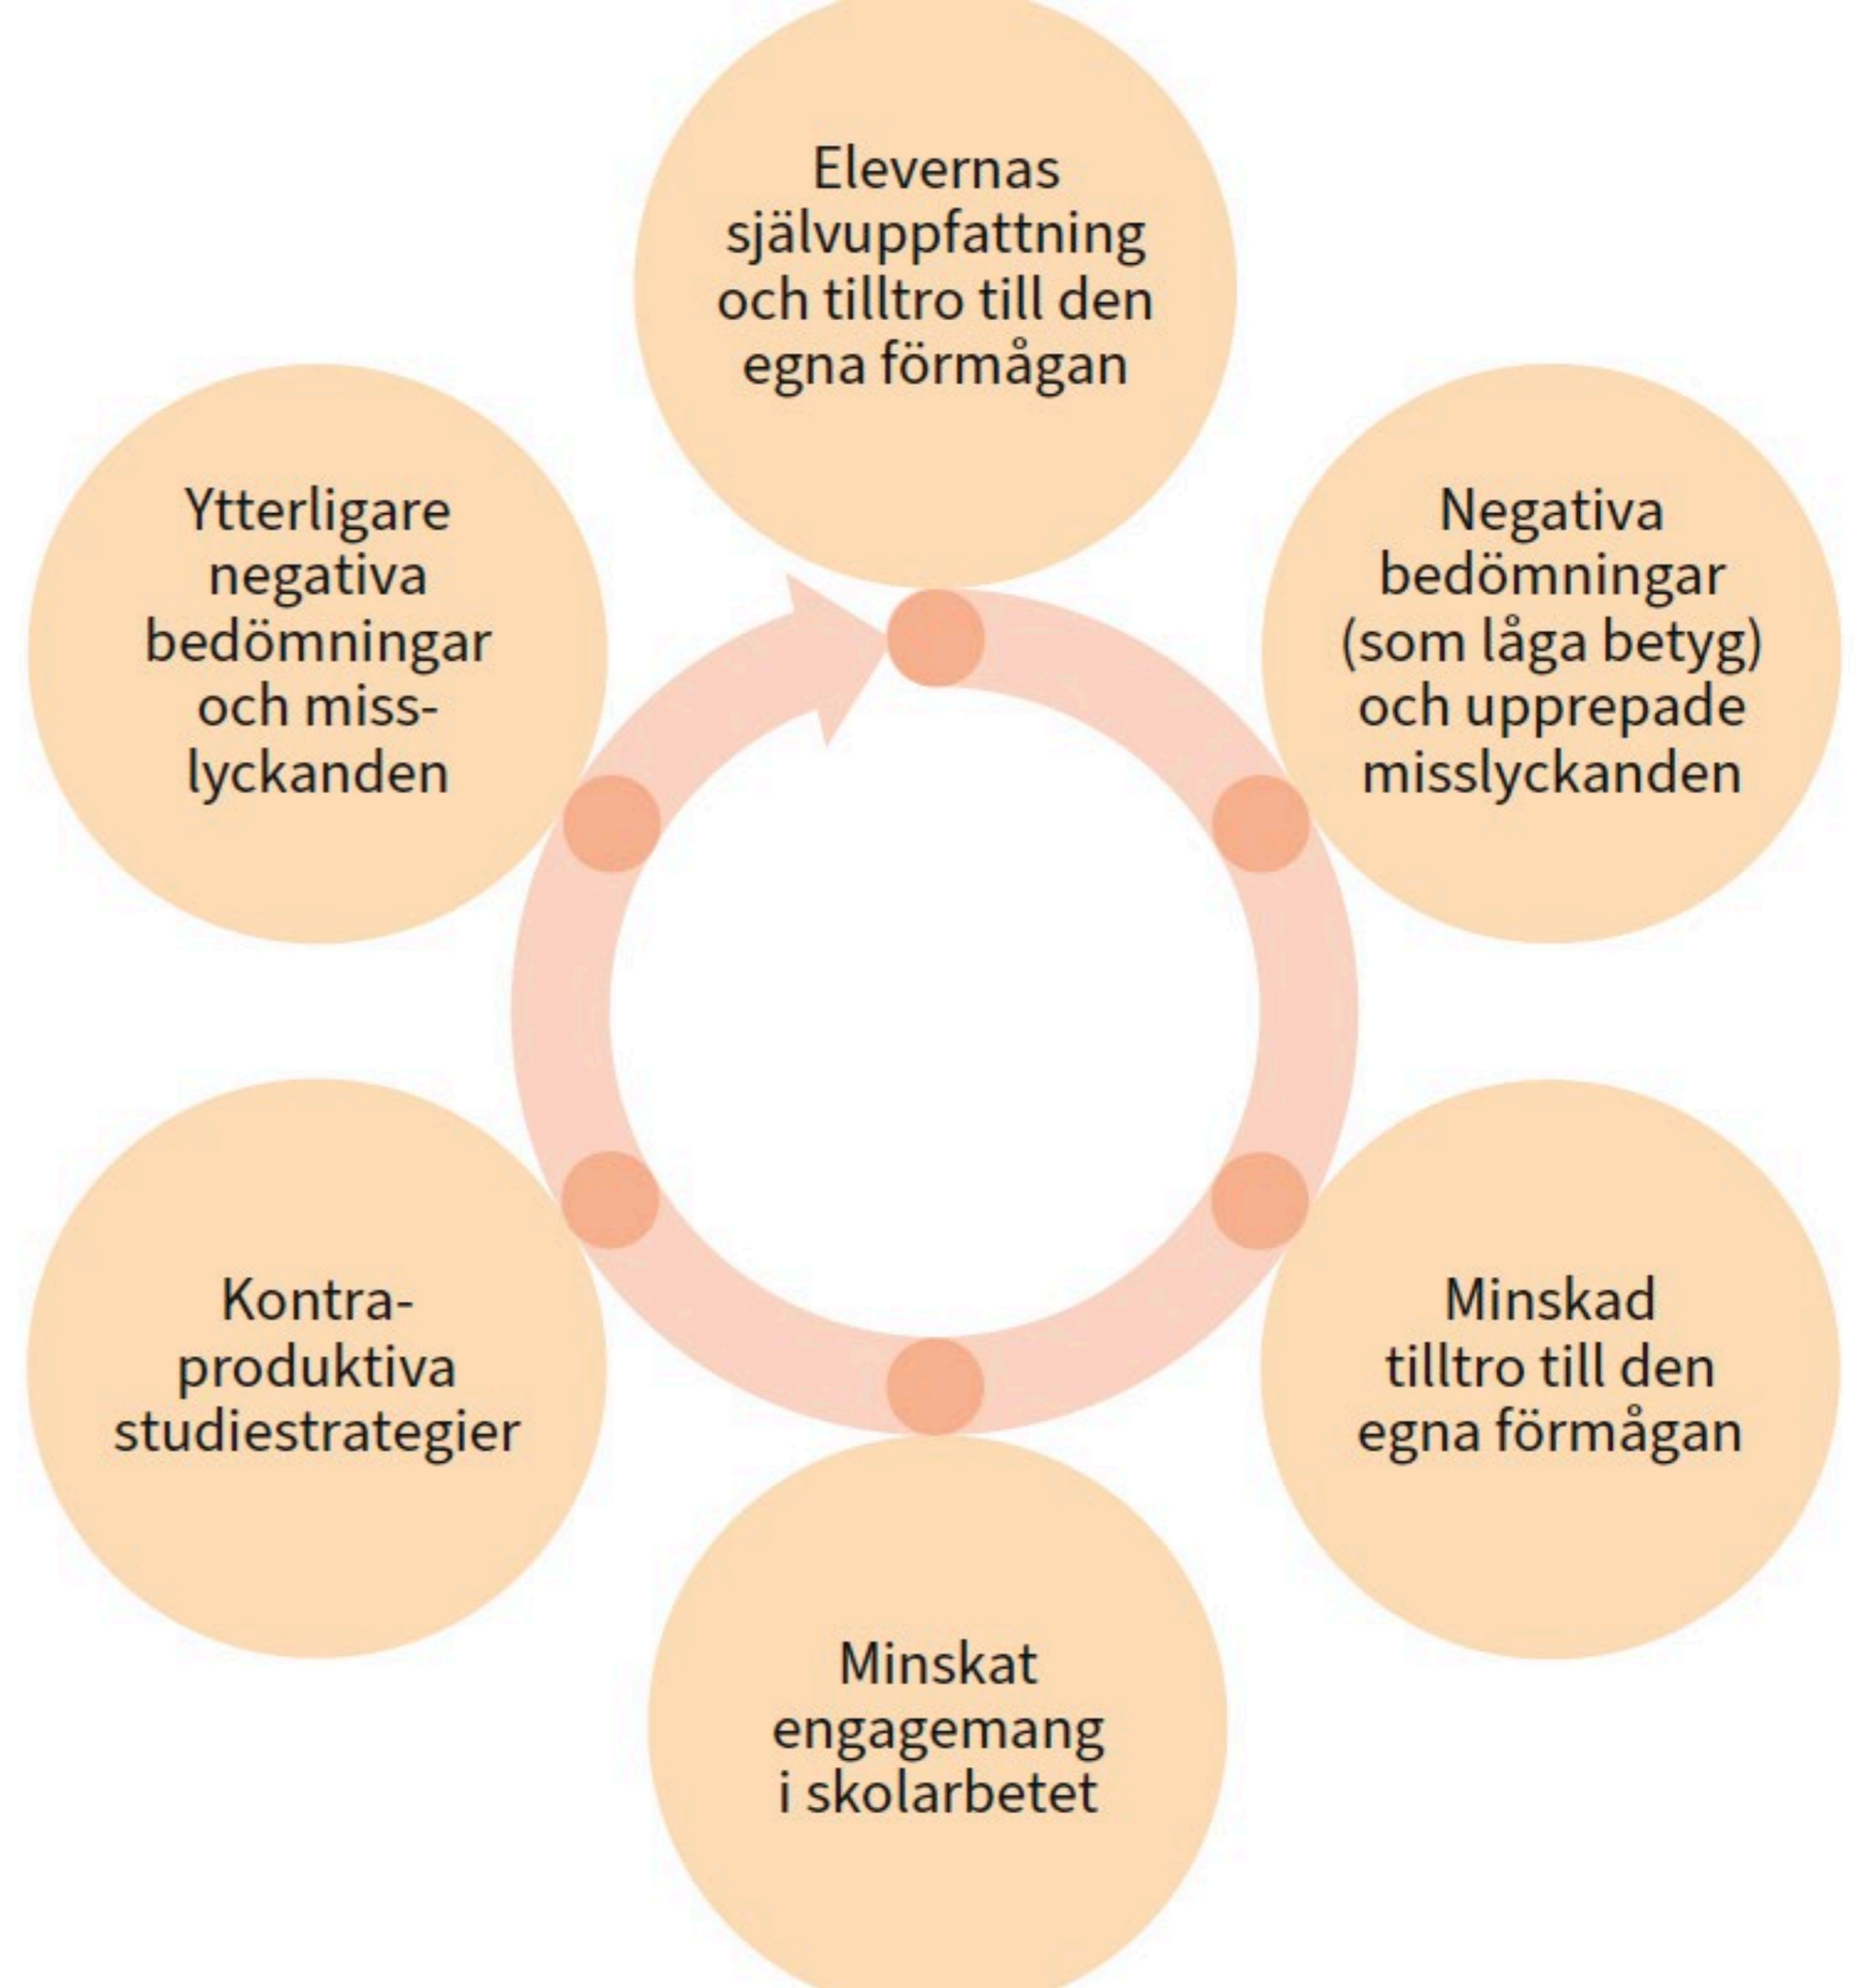 Elevernas
självuppfattning
och tilltro till den
egna förmågan
Negativa
bedömningar
(som låga betyg)
och upprepade
misslyckanden
Minskad
tilltro till den
egna förmågan
Minskat
engagemang
i skolarbetet
Kontra-
produktiva
studiestrategier
Ytterligare
negativa
bedömningar
och miss-
lyckanden